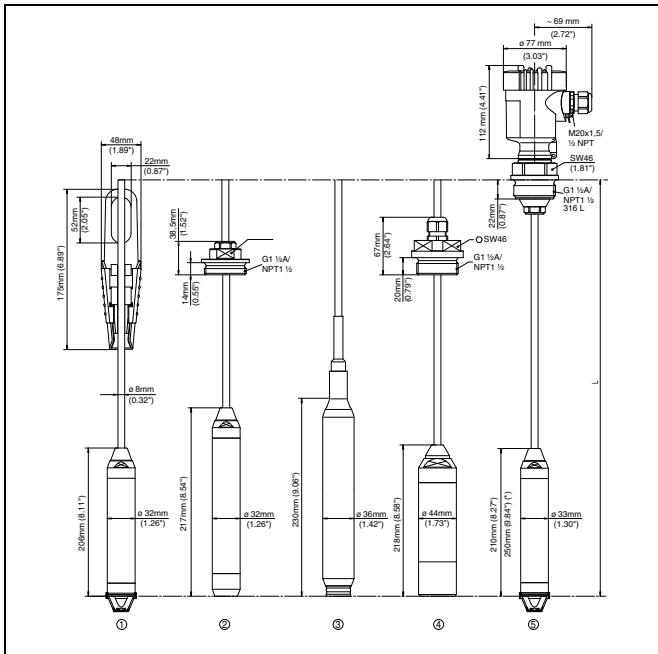 ~ 69 mm
(2.72")
ø 77 mm
(3.03")
112 mm (4.41")
M20x1,5/
½ NPT
SW46
(1.81")
G1 ½A/
NPT1 ½
316 L
22mm
(0.87")
48mm
(1.89")
22mm
(0.87")
52mm
(2.05")
175mm (6.89")
38.5mm
(1.52")
G1 ½A/
NPT1 ½
14mm
(0.55")
67mm
(2.64")
SW46
G1 ½A/
NPT1 ½
20mm
(0.79")
L
ø 8mm
(0.32")
206mm (8.11")
ø 32mm
(1.26")
217mm (8.54")
ø 32mm
(1.26")
230mm (9.06")
ø 36mm
(1.42")
218mm (8.58")
ø 44mm
(1.73")
210mm (8.27")
250mm (9.84") (*)
ø 33mm
(1.30")
① ② ③ ④ ⑤